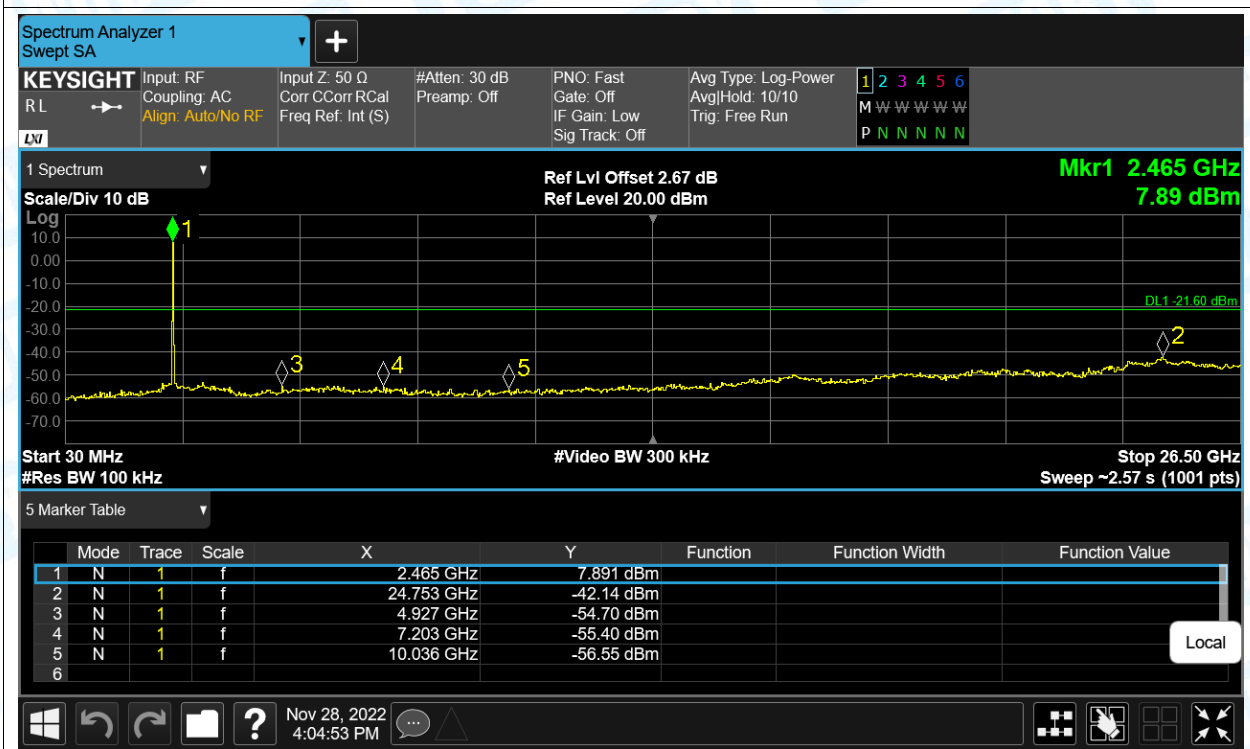 Spectrum Analyzer 1
Swept SA
KEYSIGHT
R L
LXI
Input: RF
Coupling: AC
Align: Auto/No RF
Input Z: 50 Ω
Corr CCorr RCal
Freq Ref: Int (S)
#Atten: 30 dB
Preamp: Off
PNO: Fast
Gate: Off
IF Gain: Low
Sig Track: Off
Avg Type: Log-Power
Avg|Hold: 10/10
Trig: Free Run
1 2 3 4 5 6
M W W W W W
P N N N N N
1 Spectrum
Scale/Div 10 dB
Ref Lvl Offset 2.67 dB
Ref Level 20.00 dBm
Mkr1 2.465 GHz
7.89 dBm
Log
10.0
0.00
-10.0
-20.0
-30.0
-40.0
-50.0
-60.0
-70.0
1
DL1 -21.60 dBm
2
3
4
5
Start 30 MHz
#Res BW 100 kHz
#Video BW 300 kHz
Stop 26.50 GHz
Sweep ~2.57 s (1001 pts)
5 Marker Table
Mode Trace Scale X Y Function Function Width Function Value
1 N 1 f 2.465 GHz 7.891 dBm
2 N 1 f 24.753 GHz -42.14 dBm
3 N 1 f 4.927 GHz -54.70 dBm
4 N 1 f 7.203 GHz -55.40 dBm
5 N 1 f 10.036 GHz -56.55 dBm
6
Local
?
Nov 28, 2022
4:04:53 PM